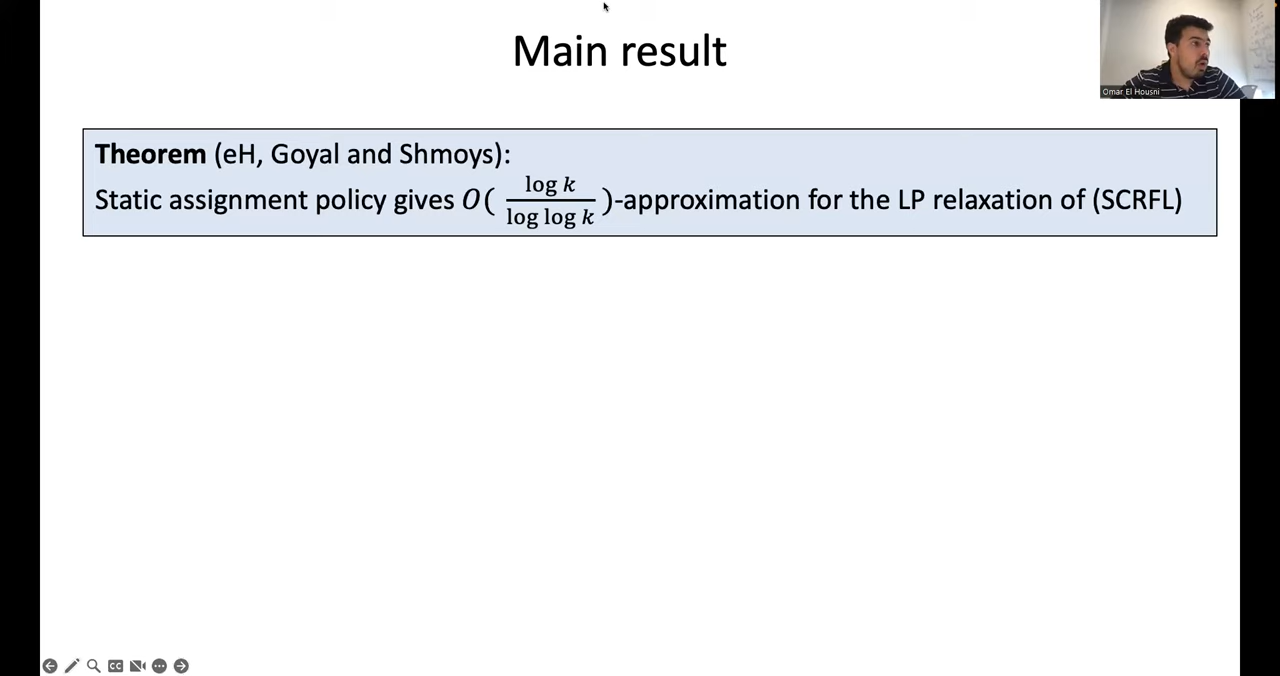 Main result
Omar El Housni
Theorem (eH, Goyal and Shmoys):
Static assignment policy gives O( log k / log log k )-approximation for the LP relaxation of (SCRFL)
CC